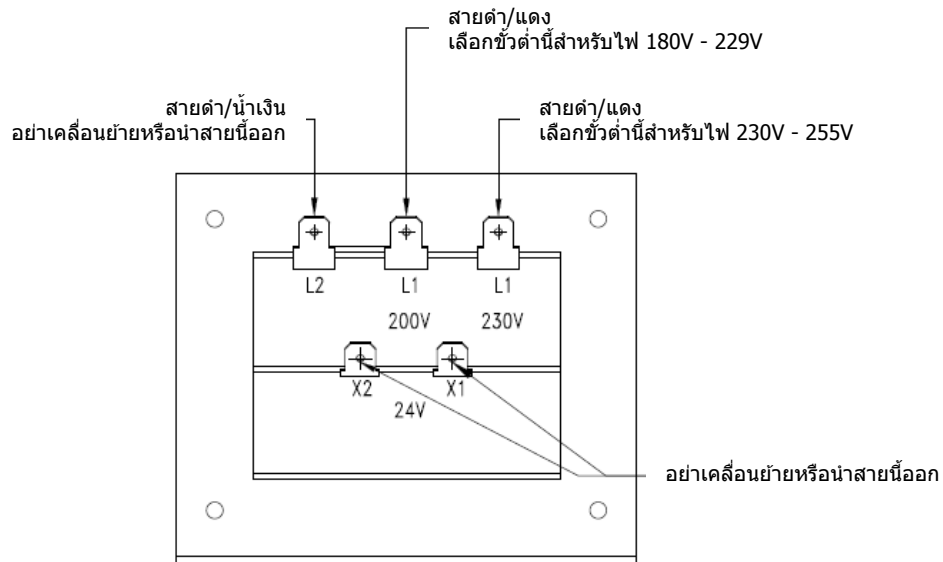 สายดำ/แดง
เลือกขั้วต่ำนี้สำหรับไฟ 180V - 229V
สายดำ/น้ำเงิน
อย่าเคลื่อนย้ายหรือนำสายนี้ออก
สายดำ/แดง
เลือกขั้วต่ำนี้สำหรับไฟ 230V - 255V
L2
L1
L1
200V
230V
X2
X1
24V
อย่าเคลื่อนย้ายหรือนำสายนี้ออก